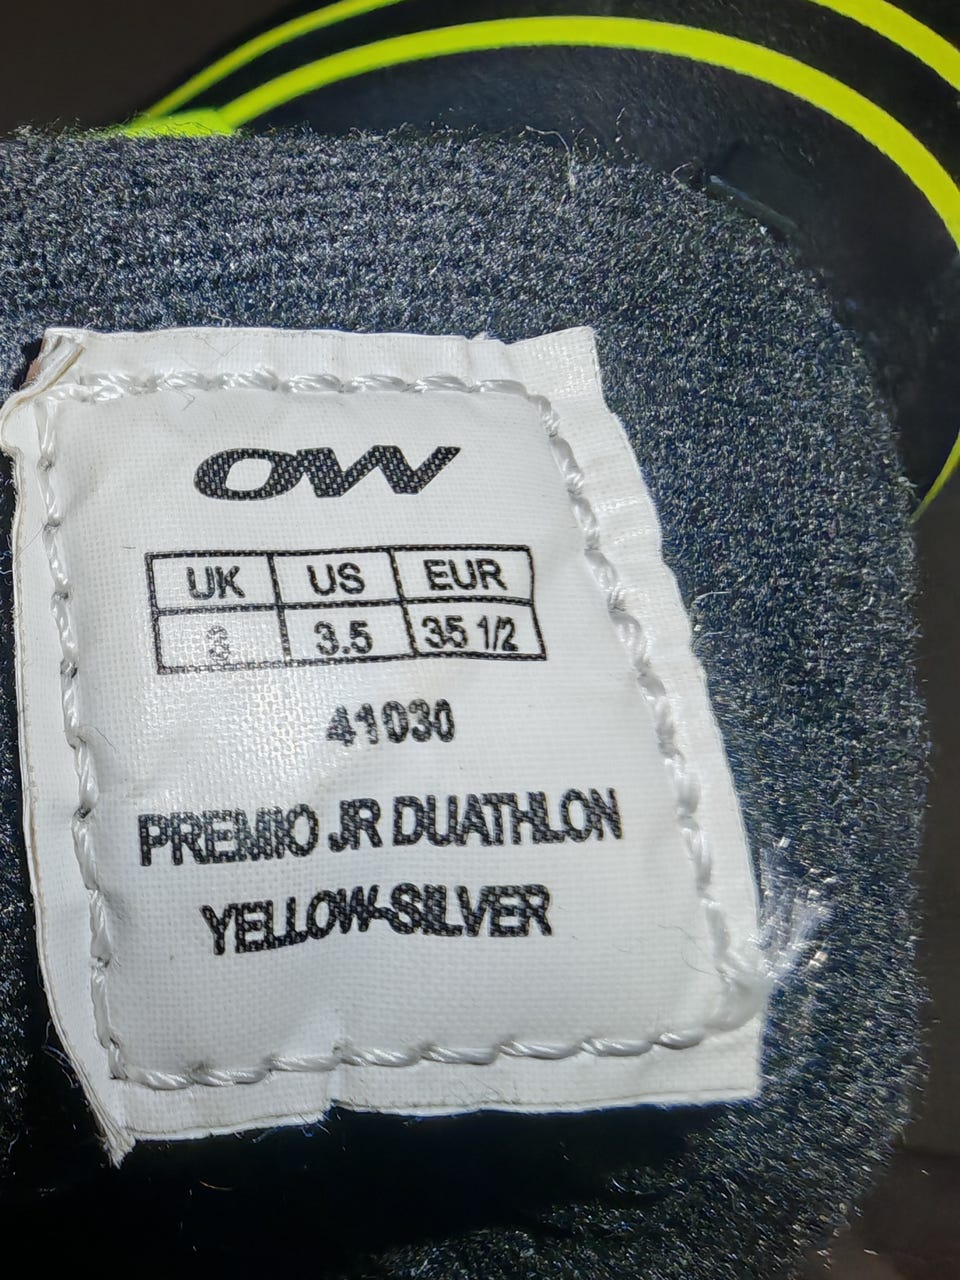 OW
UK US EUR
3 3.5 35 1/2
41030
PREMIO JR DUATHLON
YELLOW-SILVER